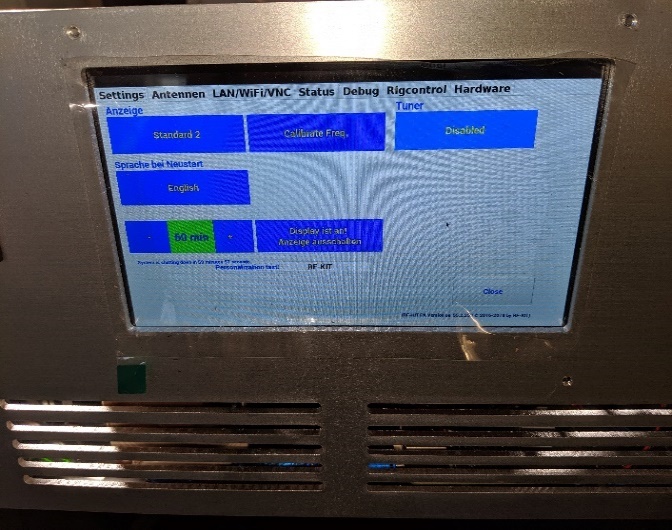 Settings Antennen LAN/WiFi/VNC Status Debug Rigcontrol Hardware
Anzeige
Tuner
Standard 2
Calibrate Freq.
Disabled
Sprache bei Neustart
English
- 60 min +
Display ist an!
Anzeige ausschalten
Personalization text:
RF-KIT
Close